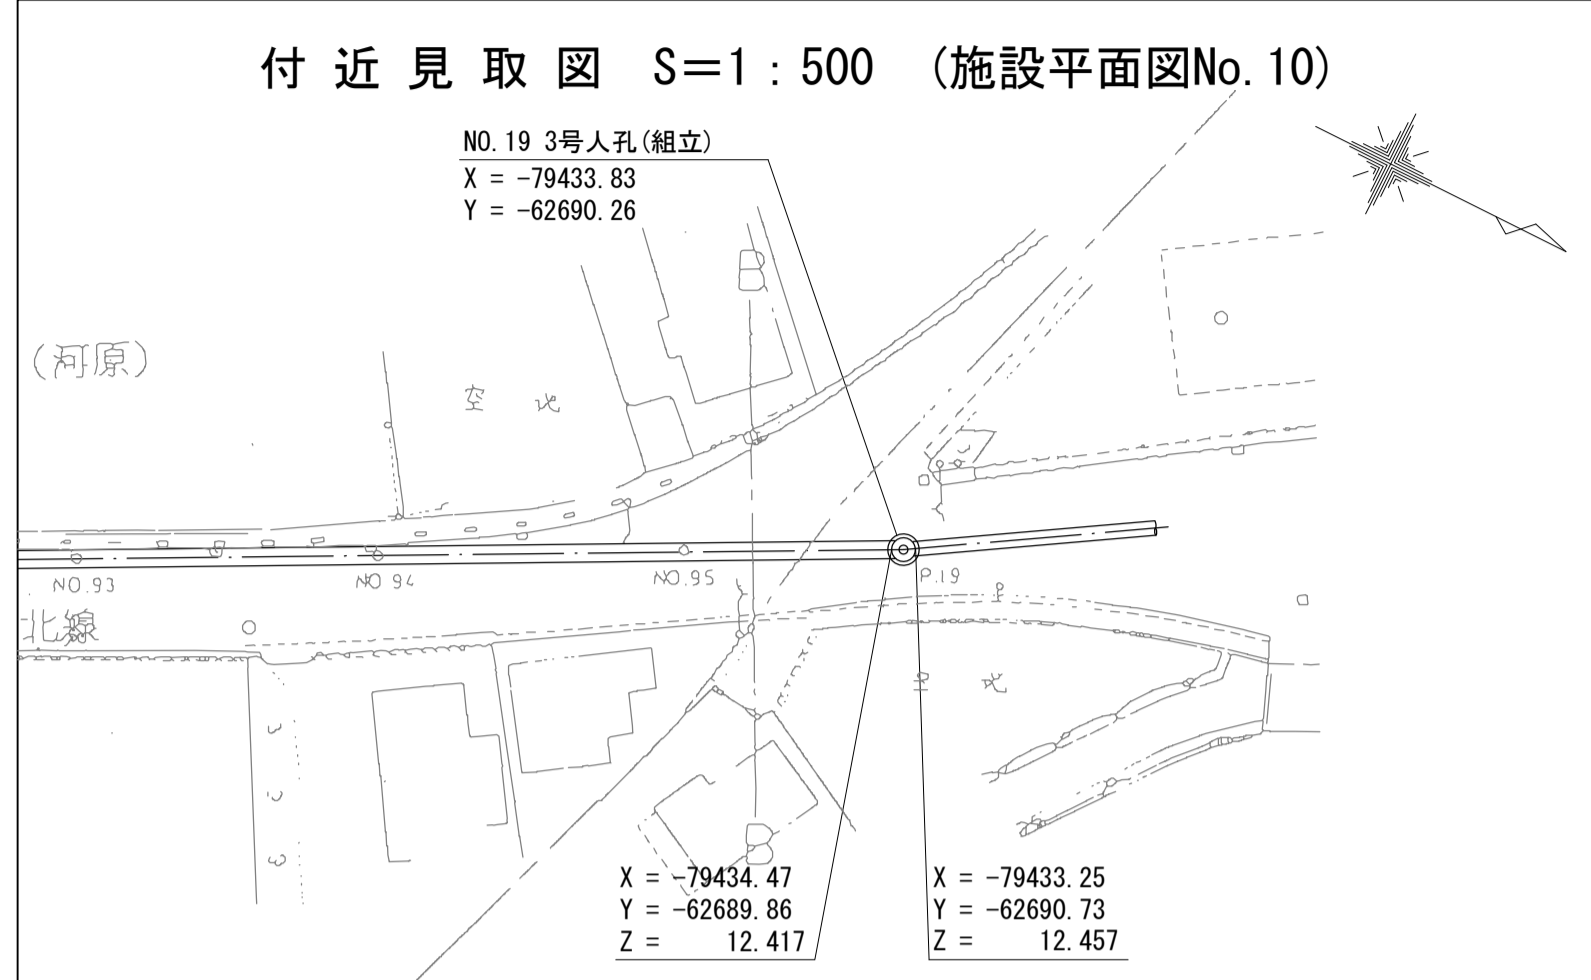 付近見取図 S=1:500 (施設平面図No.10)
NO.19 3号人孔(組立)
X = -79433.83
Y = -62690.26
B
(河原)
空地
NO.93
NO 94
NO.95
P.19
北線
空地
B
X = -79434.47
Y = -62689.86
Z = 12.417
X = -79433.25
Y = -62690.73
Z = 12.457